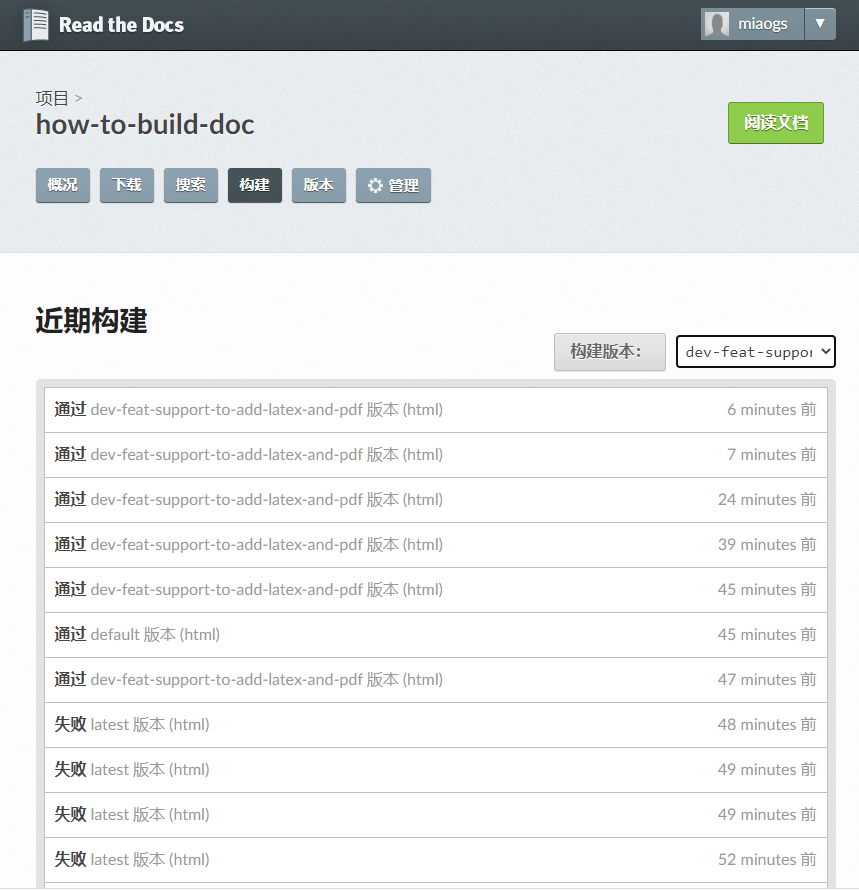 Read the Docs
miaogs ▼
项目 >
how-to-build-doc
阅读文档
概况 下载 搜索 构建 版本 管理
近期构建
构建版本: dev-feat-suppor
通过 dev-feat-support-to-add-latex-and-pdf 版本 (html) 6 minutes 前
通过 dev-feat-support-to-add-latex-and-pdf 版本 (html) 7 minutes 前
通过 dev-feat-support-to-add-latex-and-pdf 版本 (html) 24 minutes 前
通过 dev-feat-support-to-add-latex-and-pdf 版本 (html) 39 minutes 前
通过 dev-feat-support-to-add-latex-and-pdf 版本 (html) 45 minutes 前
通过 default 版本 (html) 45 minutes 前
通过 dev-feat-support-to-add-latex-and-pdf 版本 (html) 47 minutes 前
失败 latest 版本 (html) 48 minutes 前
失败 latest 版本 (html) 49 minutes 前
失败 latest 版本 (html) 49 minutes 前
失败 latest 版本 (html) 52 minutes 前